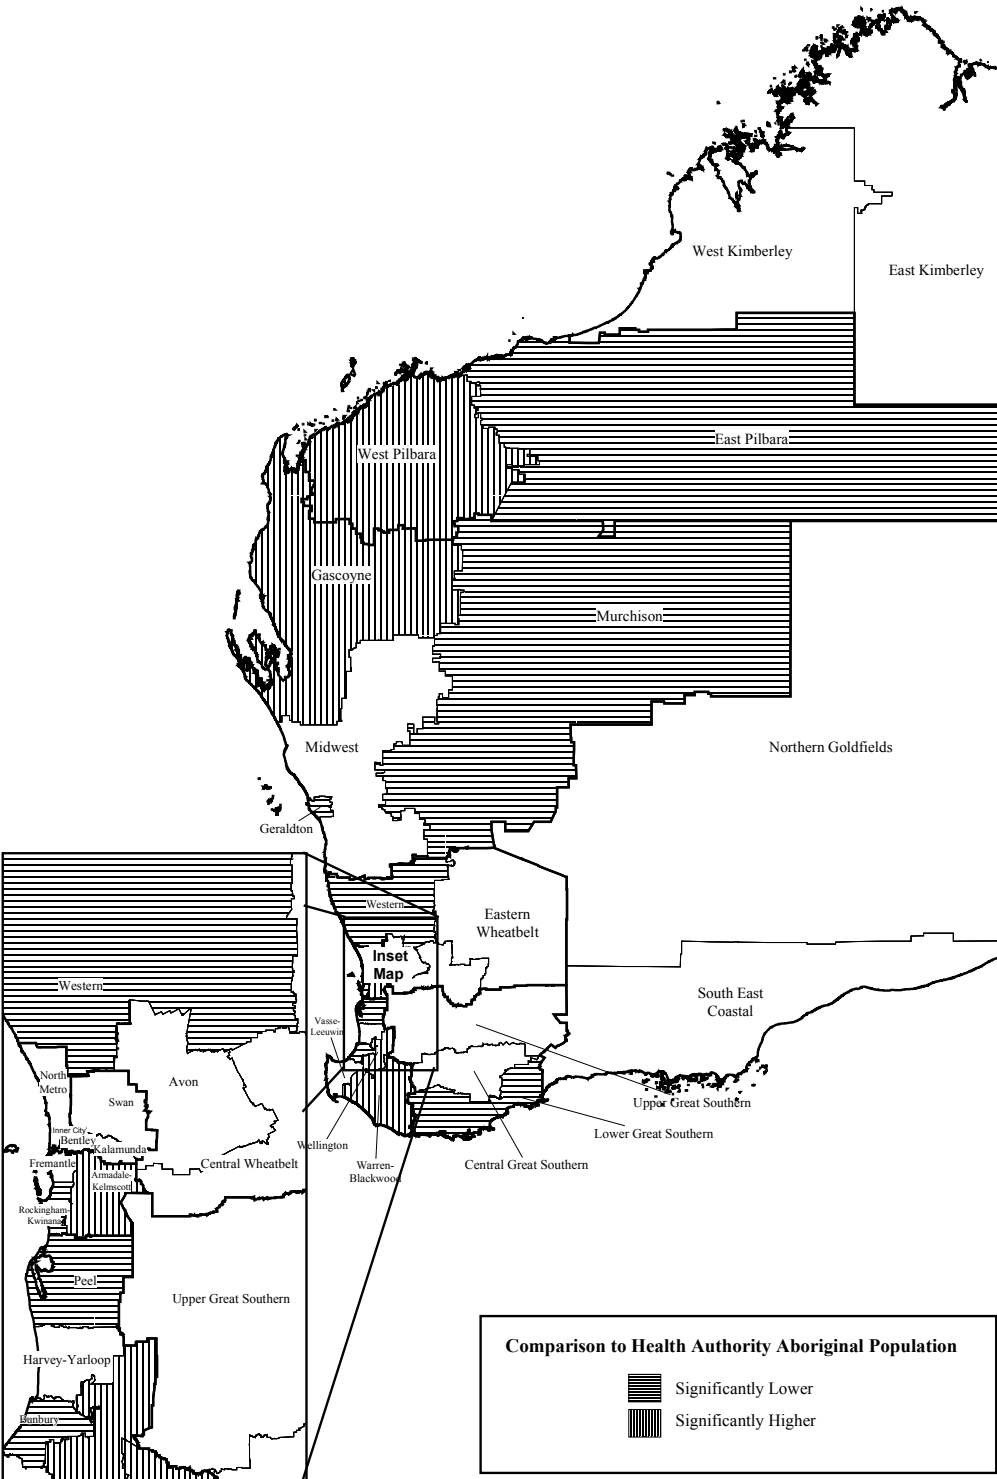 West Kimberley
East Kimberley
East Pilbara
West Pilbara
Gascoyne
Murchison
Midwest
Northern Goldfields
Geraldton
Western
Eastern
Wheatbelt
Inset
Map
Western
South East
Coastal
Vasse-
Leeuwin
North
Metro
Avon
Swan
Upper Great Southern
Inner City
Bentley
Kalamunda
Lower Great Southern
Wellington
Fremantle
Central Wheatbelt
Central Great Southern
Warren-
Blackwood
Armadale-
Kelmscott
Rockingham-
Kwinana
Peel
Upper Great Southern
Harvey-Yarloop
Bunbury
Comparison to Health Authority Aboriginal Population
Significantly Lower
Significantly Higher